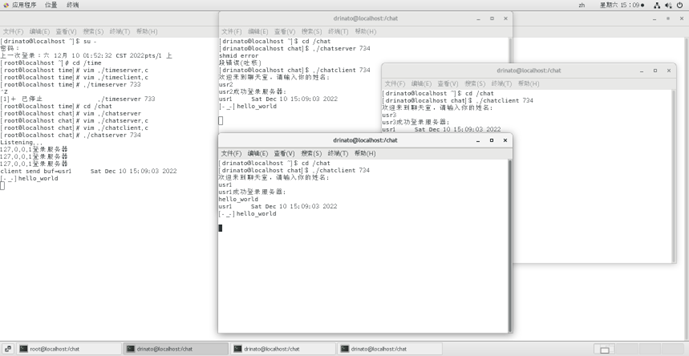 应用程序 位置 终端
zh 星期六 15:09
文件(F) 编辑(E) 查看(V) 搜索(S) 终端(T) 帮助(H)
[drinato@localhost ~]$ su -
密码：
上一次登录：六 12月 10 01:52:32 CST 2022pts/1 上
[root@localhost ~]# cd /time
[root@localhost time]# vim ./timeserver.c
[root@localhost time]# vim ./timeclient.c
[root@localhost time]# ./timeserver 733
^Z
[1]+ 已停止 ./timeserver 733
[root@localhost time]# cd /chat
[root@localhost chat]# vim ./chatserver
[root@localhost chat]# vim ./chatserver.c
[root@localhost chat]# vim ./chatclient.c
[root@localhost chat]# ./chatserver 734
Listening...
127.0.0.1登录服务器
127.0.0.1登录服务器
127.0.0.1登录服务器
client send buf=usr1 Sat Dec 10 15:09:03 2022
[-_-]hello_world
drinato@localhost:/chat
文件(F) 编辑(E) 查看(V) 搜索(S) 终端(T) 帮助(H)
[drinato@localhost ~]$ cd /chat
[drinato@localhost chat]$ ./chatserver 734
shmid error
段错误(吐核)
[drinato@localhost chat]$ ./chatclient 734
欢迎来到聊天室，请输入你的姓名：
usr2
usr2成功登录服务器：
usr1 Sat Dec 10 15:09:03 2022
[-_-]hello_world
drinato@localhost:/chat
文件(F) 编辑(E) 查看(V) 搜索(S) 终端(T) 帮助(H)
[drinato@localhost ~]$ cd /chat
[drinato@localhost chat]$ ./chatclient 734
欢迎来到聊天室，请输入你的姓名：
usr3
usr3成功登录服务器：
usr1 Sat Dec 10 15:09:03 2022
drinato@localhost:/chat
文件(F) 编辑(E) 查看(V) 搜索(S) 终端(T) 帮助(H)
[drinato@localhost ~]$ cd /chat
[drinato@localhost chat]$ ./chatclient 734
欢迎来到聊天室，请输入你的姓名：
usr1
usr1成功登录服务器：
hello_world
usr1 Sat Dec 10 15:09:03 2022
[-_-]hello_world
root@localhost:/chat
drinato@localhost:/chat
drinato@localhost:/chat
drinato@localhost:/chat